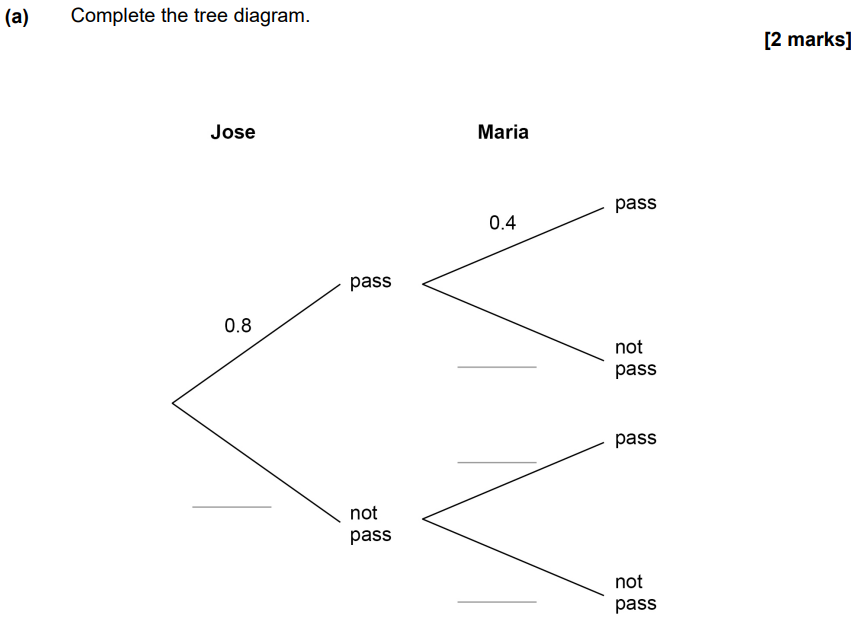 (a) Complete the tree diagram.
[2 marks]
Jose Maria
pass
0.4
pass
0.8
not
pass
pass
not
pass
not
pass